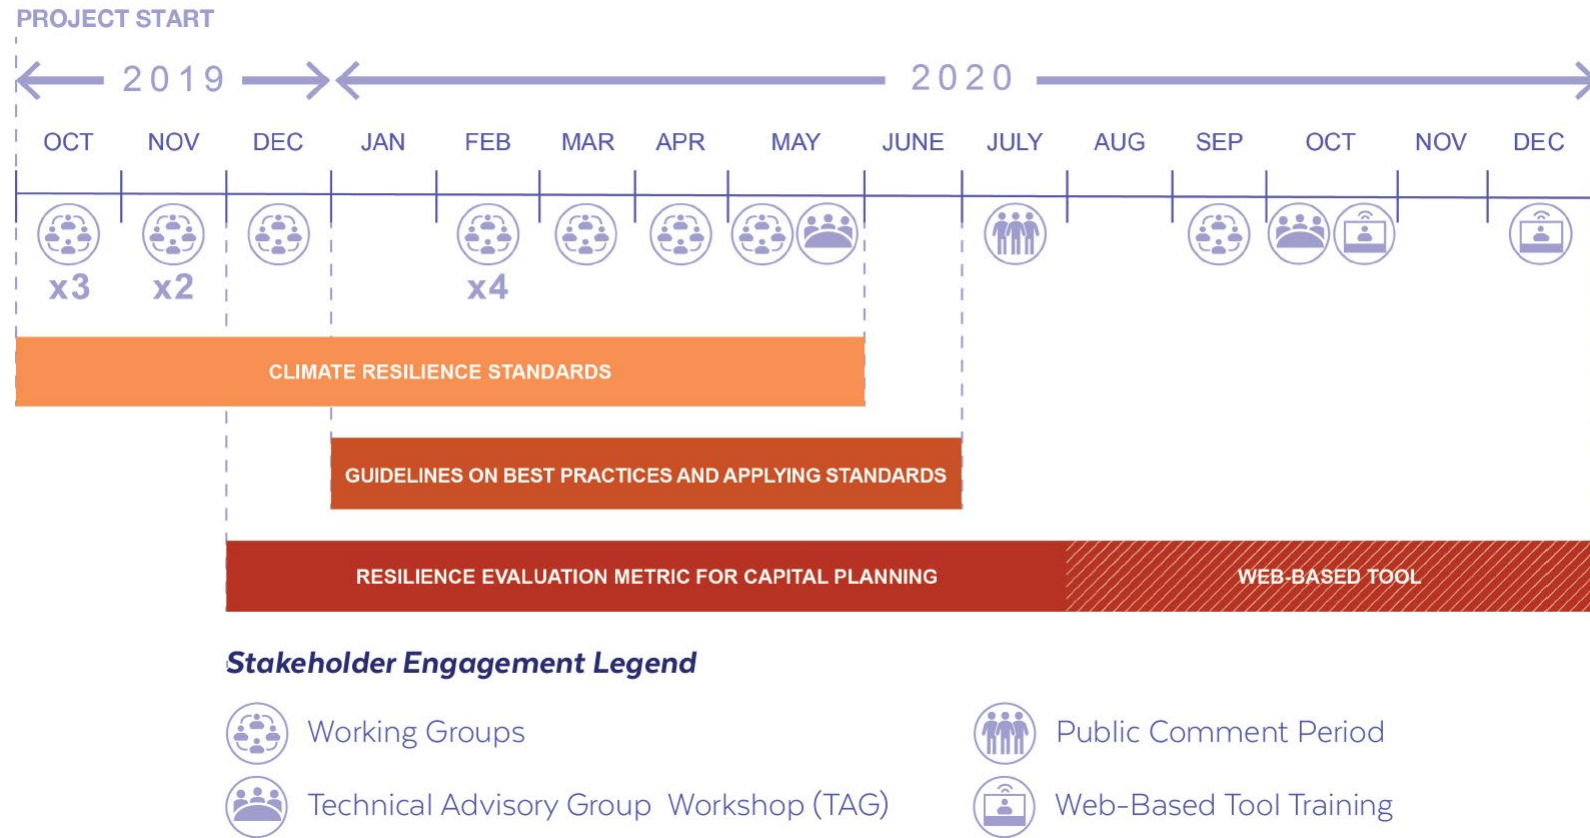 PROJECT START
2019 2020
OCT NOV DEC JAN FEB MAR APR MAY JUNE JULY AUG SEP OCT NOV DEC
x3 x2 x4
CLIMATE RESILIENCE STANDARDS
GUIDELINES ON BEST PRACTICES AND APPLYING STANDARDS
RESILIENCE EVALUATION METRIC FOR CAPITAL PLANNING WEB-BASED TOOL
Stakeholder Engagement Legend
Working Groups Public Comment Period
Technical Advisory Group Workshop (TAG) Web-Based Tool Training